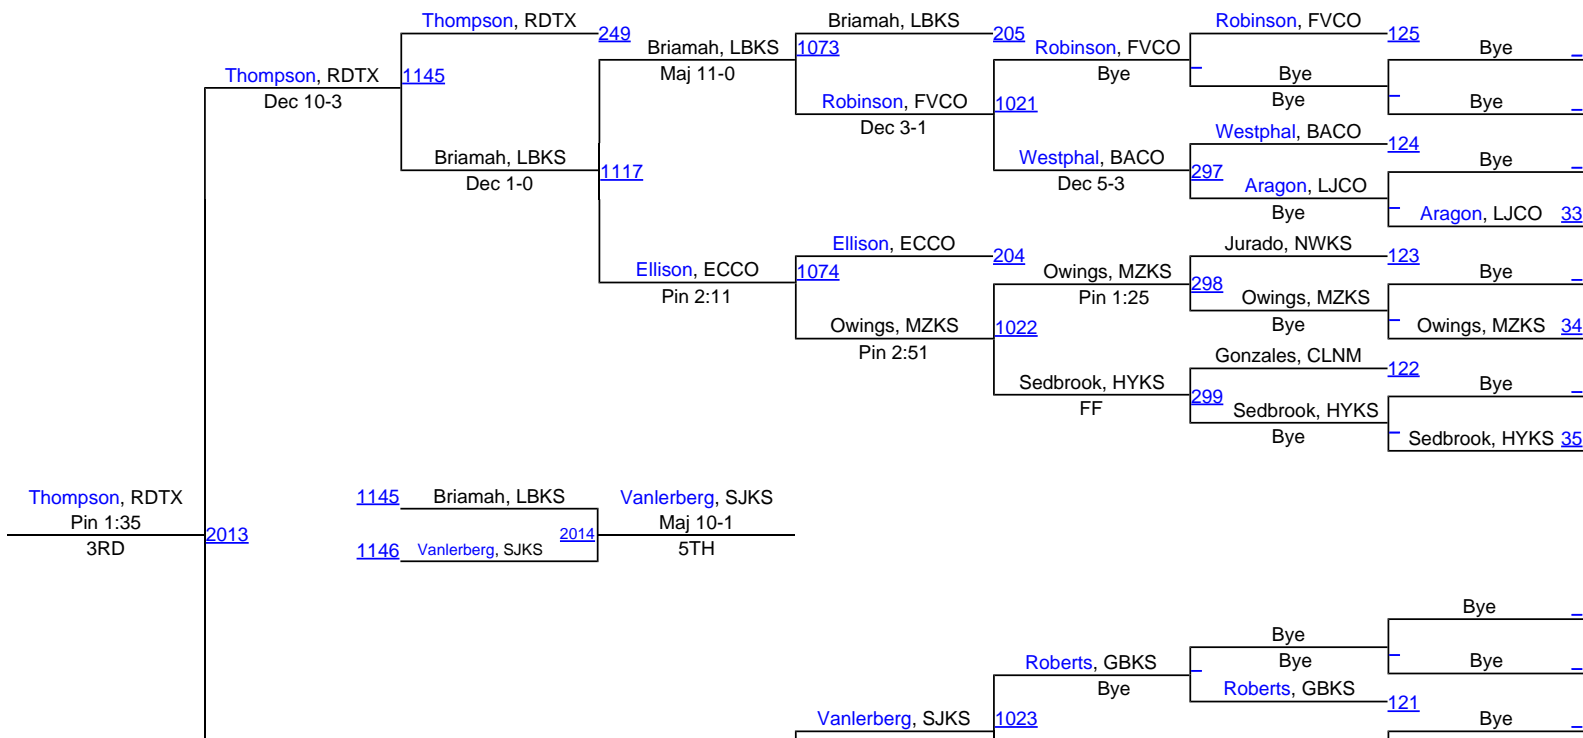 Thompson, RDTX
249
Briamah, LBKS
205
Robinson, FVCO
125
Bye
_
Briamah, LBKS
1073
Maj 11-0
Robinson, FVCO
Bye
_
Bye
Bye
_
Bye
_
Thompson, RDTX
1145
Dec 10-3
Robinson, FVCO
1021
Dec 3-1
Westphal, BACO
124
Bye
_
Briamah, LBKS
1117
Dec 1-0
Westphal, BACO
297
Dec 5-3
Aragon, LJCO
Bye
_
Aragon, LJCO 33
Ellison, ECCO
204
Jurado, NWKS
123
Bye
_
Ellison, ECCO
1074
Pin 2:11
Owings, MZKS
298
Pin 1:25
Owings, MZKS
Bye
_
Owings, MZKS 34
Owings, MZKS
1022
Pin 2:51
Gonzales, CLNM
122
Bye
_
Sedbrook, HYKS
299
FF
Sedbrook, HYKS
Bye
_
Sedbrook, HYKS 35
Thompson, RDTX
Pin 1:35
2013
3RD
1145 Briamah, LBKS
Vanlerberg, SJKS
2014
Maj 10-1
1146 Vanlerberg, SJKS
5TH
Bye
_
Bye
_
Bye
Bye
_
Roberts, GBKS
_
Bye
Roberts, GBKS
121
Vanlerberg, SJKS
1023
Bye
_